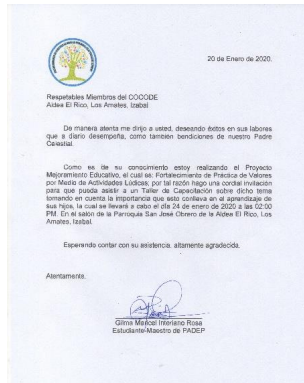 20 de Enero de 2020.
Respetables Miembros del COCODE
Aldea El Rico, Los Amates, Izabal
De manera atenta me dirijo a usted, deseando éxitos en sus labores
que a diario desempeña, como también bendiciones de nuestro Padre
Celestial.
Como es de su conocimiento estoy realizando el Proyecto
Mejoramiento Educativo, el cual es: Fortalecimiento de Práctica de Valores
por Medio de Actividades Lúdicas; por tal razón hago una cordial invitación
para que pueda asistir a un Taller de Capacitación sobre dicho tema
tomando en cuenta la importancia que esto conlleva en el aprendizaje de
sus hijos, la cual se llevará a cabo el día 24 de enero de 2020 a las 02:00
PM. En el salón de la Parroquia San José Obrero de la Aldea El Rico, Los
Amates, Izabal.
Esperando contar con su asistencia, altamente agradecida.
Atentamente.
Gilma Maricel Interiano Rosa
Estudiante-Maestro de PADEP